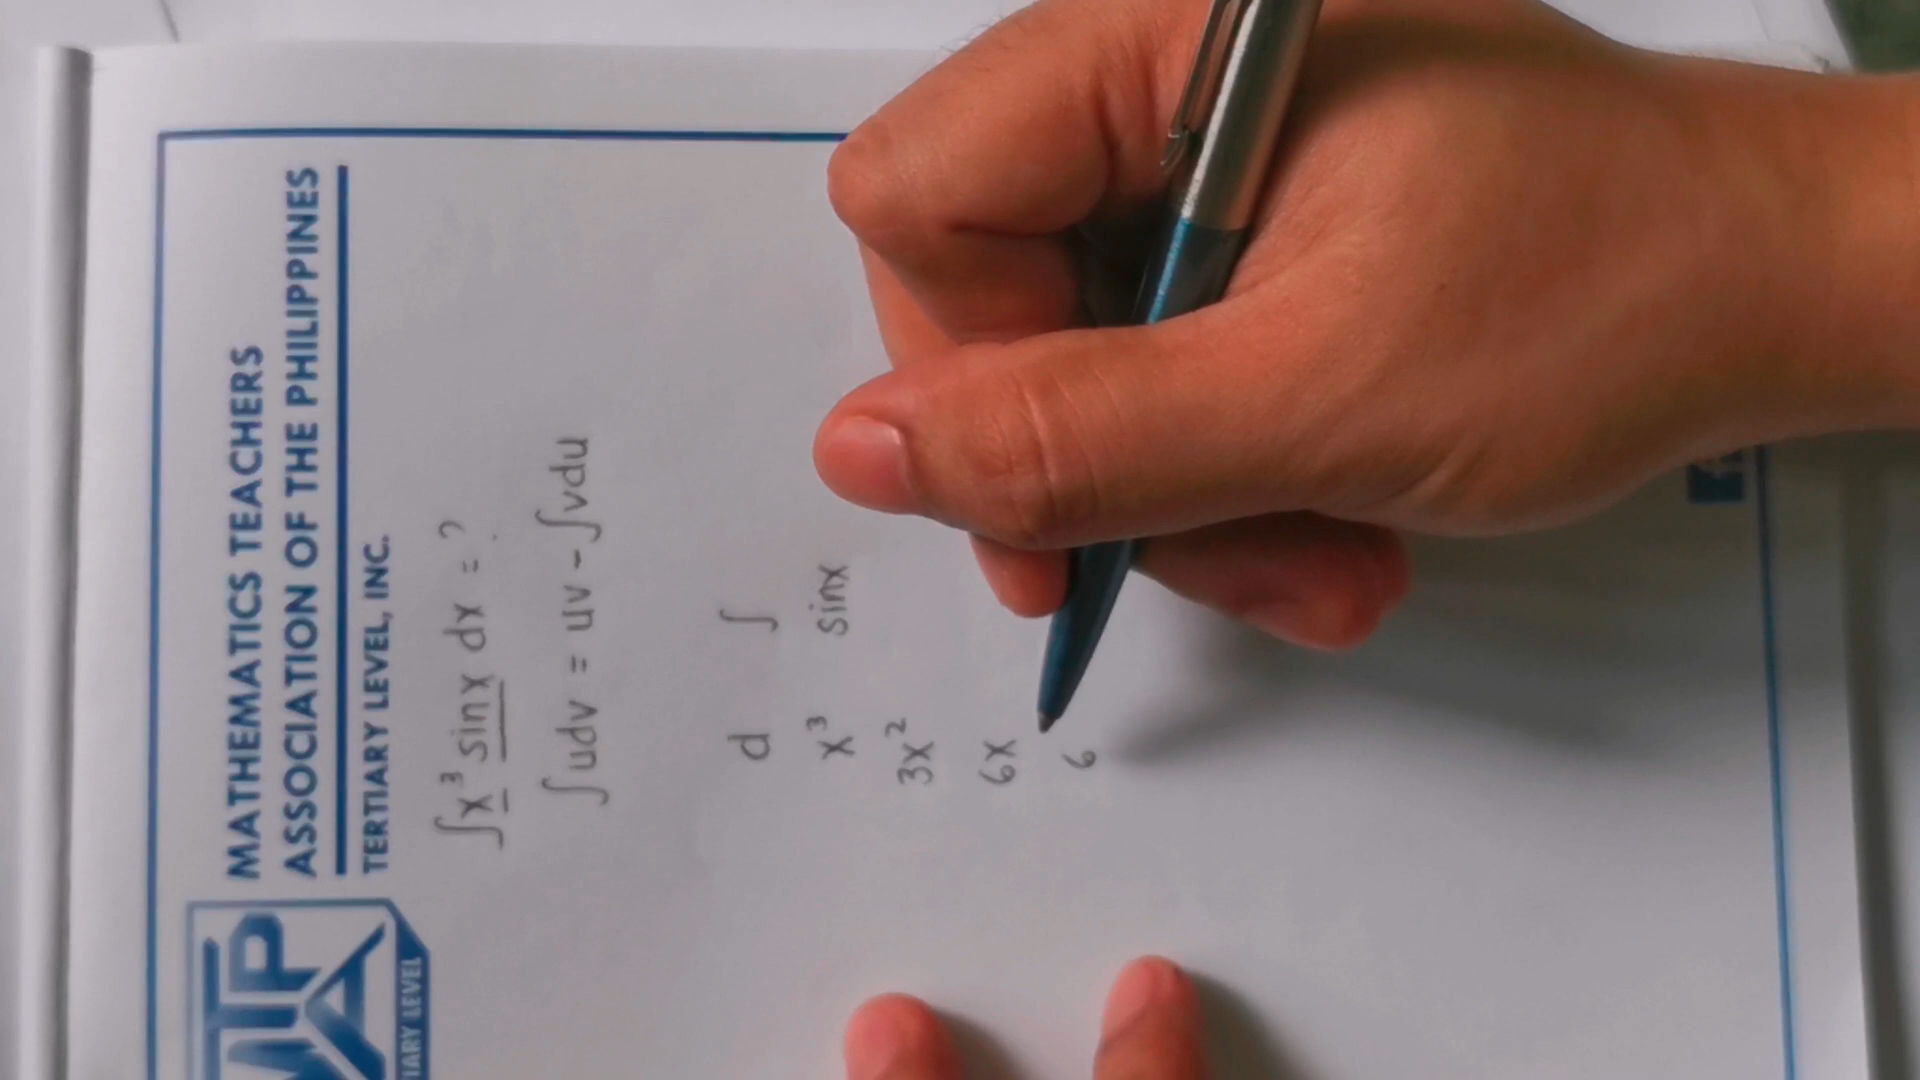 MATHEMATICS TEACHERS
ASSOCIATION OF THE PHILIPPINES
TERTIARY LEVEL, INC.
∫x³ sinx dx = ?
∫udv = uv - ∫vdu
d ∫
x³ sinx
3x²
6x
6